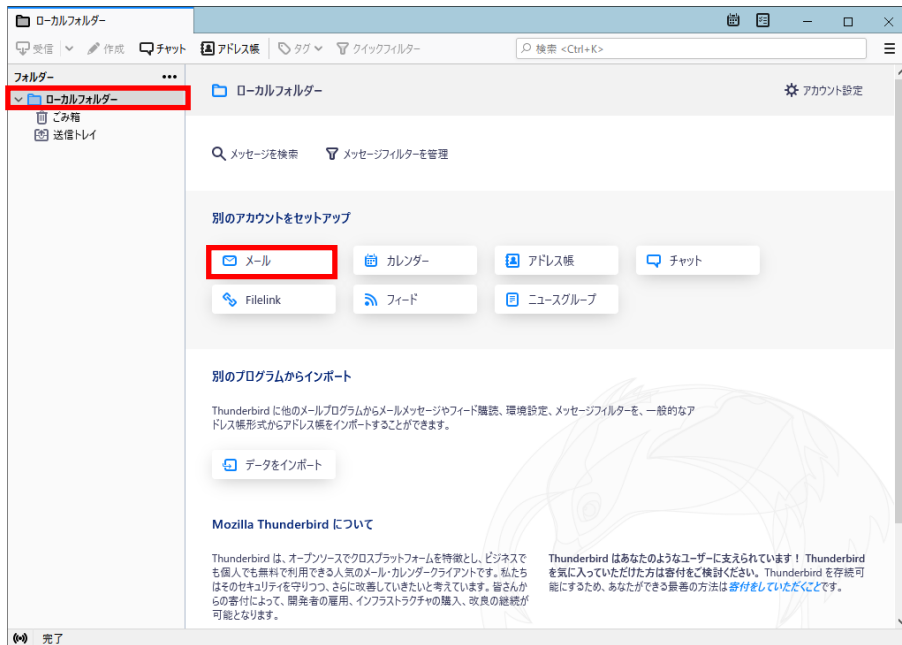 ローカルフォルダー
受信 作成 チャット アドレス帳 タグ クイックフィルター 検索 <Ctrl+K>
フォルダー
ローカルフォルダー
ごみ箱
送信トレイ
ローカルフォルダー アカウント設定
メッセージを検索 メッセージフィルターを管理
別のアカウントをセットアップ
メール カレンダー アドレス帳 チャット
Filelink フィード ニュースグループ
別のプログラムからインポート
Thunderbird に他のメールプログラムからメールメッセージやフィード購読、環境設定、メッセージフィルターを、一般的なア
ドレス帳形式からアドレス帳をインポートすることができます。
データをインポート
Mozilla Thunderbird について
Thunderbird は、オープンソースでクロスプラットフォームを特徴とし、ビジネスで
も個人でも無料で利用できる人気のメール・カレンダークライアントです。私たち
はそのセキュリティを守りつつ、さらに改善していきたいと考えています。皆さんか
らの寄付によって、開発者の雇用、インフラストラクチャの購入、改良の継続が
可能となります。
Thunderbird はあなたのようなユーザーに支えられています！ Thunderbird
を気に入っていただけた方は寄付をご検討ください。Thunderbird を存続可
能にするため、あなたができる最善の方法は寄付をしていただくことです。
完了